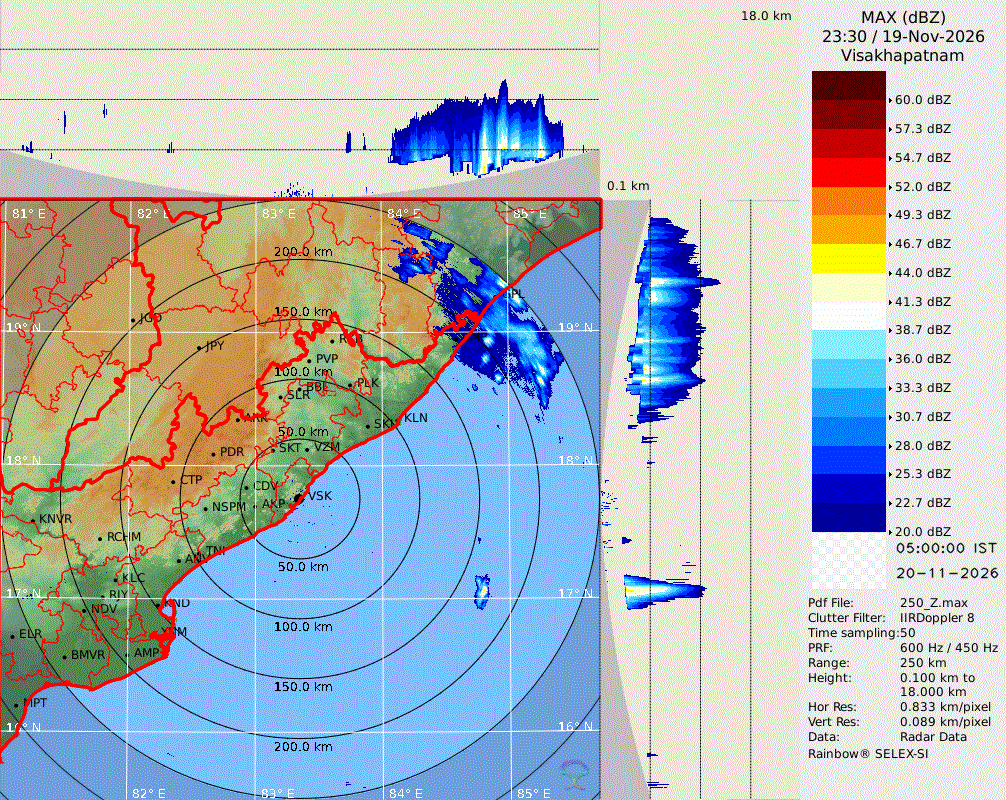 18.0 km
0.1 km
81° E
82° E
83° E
84° E
85° E
200.0 km
150.0 km
100.0 km
50.0 km
PL
19° N
JGD
JPY
PVP
BBL
SLR
PLK
KLN
SKT
VZM
PDR
18° N
CTP
CDV
NSPM
AKP
VSK
KNVR
RCHM
TNI
50.0 km
KLC
RJY
NDV
17° N
100.0 km
ELR
BMVR
AMP
150.0 km
MPT
16° N
200.0 km
82° E
83° E
84° E
85° E
MAX (dBZ)
23:30 / 19-Nov-2026
Visakhapatnam
60.0 dBZ
57.3 dBZ
54.7 dBZ
52.0 dBZ
49.3 dBZ
46.7 dBZ
44.0 dBZ
41.3 dBZ
38.7 dBZ
36.0 dBZ
33.3 dBZ
30.7 dBZ
28.0 dBZ
25.3 dBZ
22.7 dBZ
20.0 dBZ
05:00:00 IST
20-11-2026
Pdf File: 250_Z.max
Clutter Filter: IIRDoppler 8
Time sampling:50
PRF: 600 Hz / 450 Hz
Range: 250 km
Height: 0.100 km to
18.000 km
Hor Res: 0.833 km/pixel
Vert Res: 0.089 km/pixel
Data: Radar Data
Rainbow® SELEX-SI